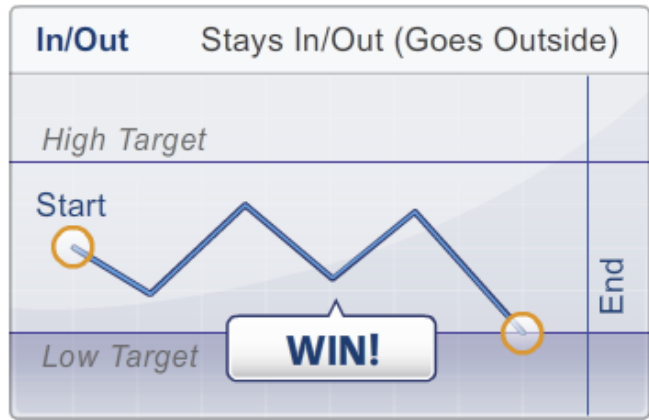 In/Out Stays In/Out (Goes Outside)
High Target
Start
End
Low Target
WIN!